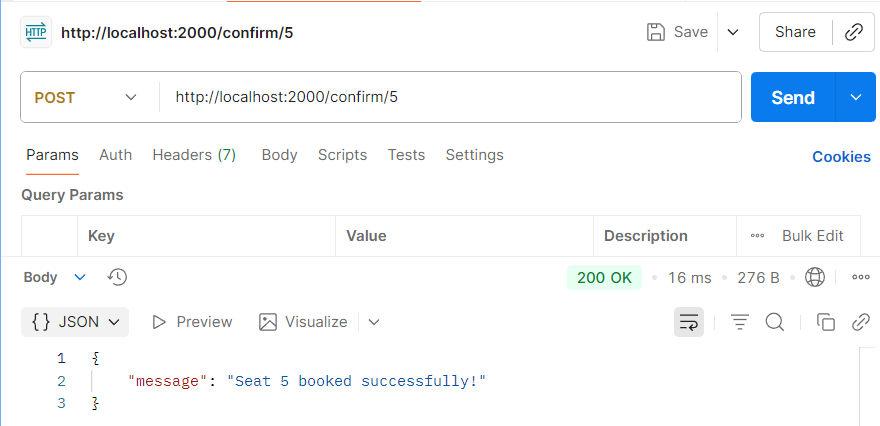 HTTP http://localhost:2000/confirm/5 Save Share
POST http://localhost:2000/confirm/5 Send
Params Auth Headers (7) Body Scripts Tests Settings Cookies
Query Params
Key Value Description Bulk Edit
Body 200 OK 16 ms 276 B
{ } JSON Preview Visualize
1 {
2 "message": "Seat 5 booked successfully!"
3 }